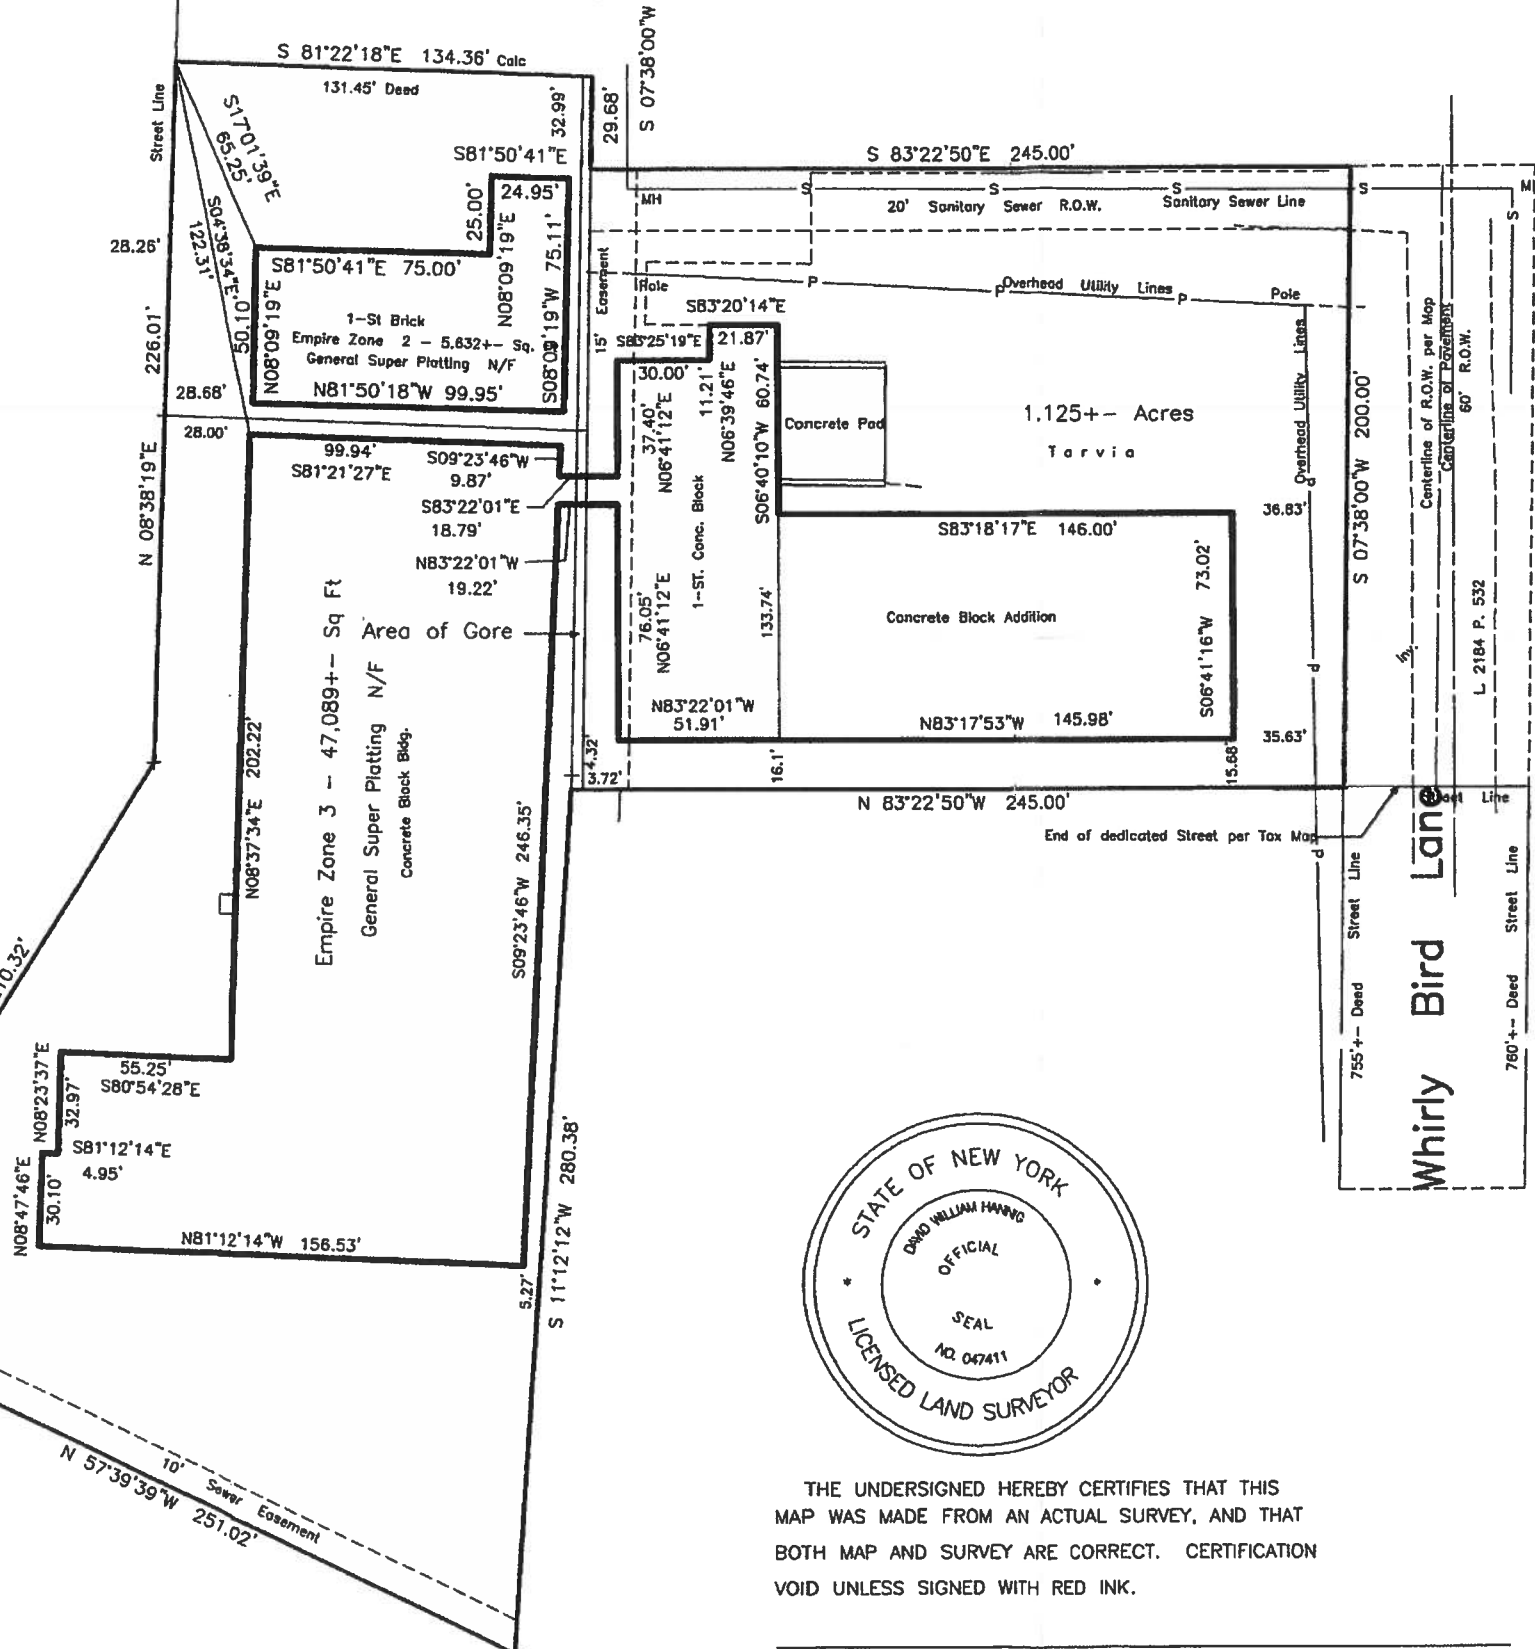 S 81°22'18"E 134.36' Calc
131.45' Deed
Street Line
S17°01'39"E
65.25'
S04°38'34"E
122.31'
32.99'
29.68'
S 07°38'00"W
S81°50'41"E
24.95'
25.00'
N08°09'19"E
S08°09'19"W 75.11'
28.26'
S81°50'41"E 75.00'
50.10'
N08°09'19"E
1-St Brick
Empire Zone 2 - 5,632+- Sq.
General Super Platting N/F
N81°50'18"W 99.95'
226.01'
N 08°38'19"E
28.68'
28.00'
S 83°22'50"E 245.00'
MH
S S S S
20' Sanitary Sewer R.O.W.
Sanitary Sewer Line
S
15' Easement
Pole
P P P
Overhead Utility Lines
Pole
S83°20'14"E
S83°25'19"E
21.87'
30.00'
11.21'
N06°39'46"E
37.40'
N06°41'12"E
S06°40'10"W 60.74'
Concrete Pad
1.125+- Acres
Tarvia
Overhead Utility Lines
S 07°38'00"W 200.00'
Centerline of R.O.W. per Map
Centerline of Pavement
60' R.O.W.
99.94'
S81°21'27"E
S09°23'46"W
9.87'
S83°22'01"E
18.79'
N83°22'01"W
19.22'
Area of Gore
1-ST. Conc. Block
76.05'
N06°41'12"E
133.74'
S83°18'17"E 146.00'
36.83'
Concrete Block Addition
S06°41'16"W 73.02'
P
P
P
Inv.
L 2184 P. 532
N83°22'01"W
51.91'
N83°17'53"W 145.98'
35.63'
4.32'
3.72'
16.1'
15.68'
N 83°22'50"W 245.00'
End of dedicated Street per Tax Map
Street Line
N08°37'34"E 202.22'
Empire Zone 3 - 47,089+- Sq Ft
General Super Platting N/F
Concrete Block Bldg.
S09°23'46"W 246.35'
55.25'
S80°54'28"E
N08°23'37"E
32.97'
S81°12'14"E
4.95'
N08°47'46"E
30.10'
N81°12'14"W 156.53'
5.27'
S 11°12'12"W 280.38'
755'+- Deed Street Line
Whirly Bird Lane
760'+- Deed Street Line
N 57°39'39"W 251.02'
10' Sewer Easement
STATE OF NEW YORK
DAVID WILLIAM HANNIG
OFFICIAL
SEAL
NO. 047411
LICENSED LAND SURVEYOR
THE UNDERSIGNED HEREBY CERTIFIES THAT THIS
MAP WAS MADE FROM AN ACTUAL SURVEY, AND THAT
BOTH MAP AND SURVEY ARE CORRECT. CERTIFICATION
VOID UNLESS SIGNED WITH RED INK.